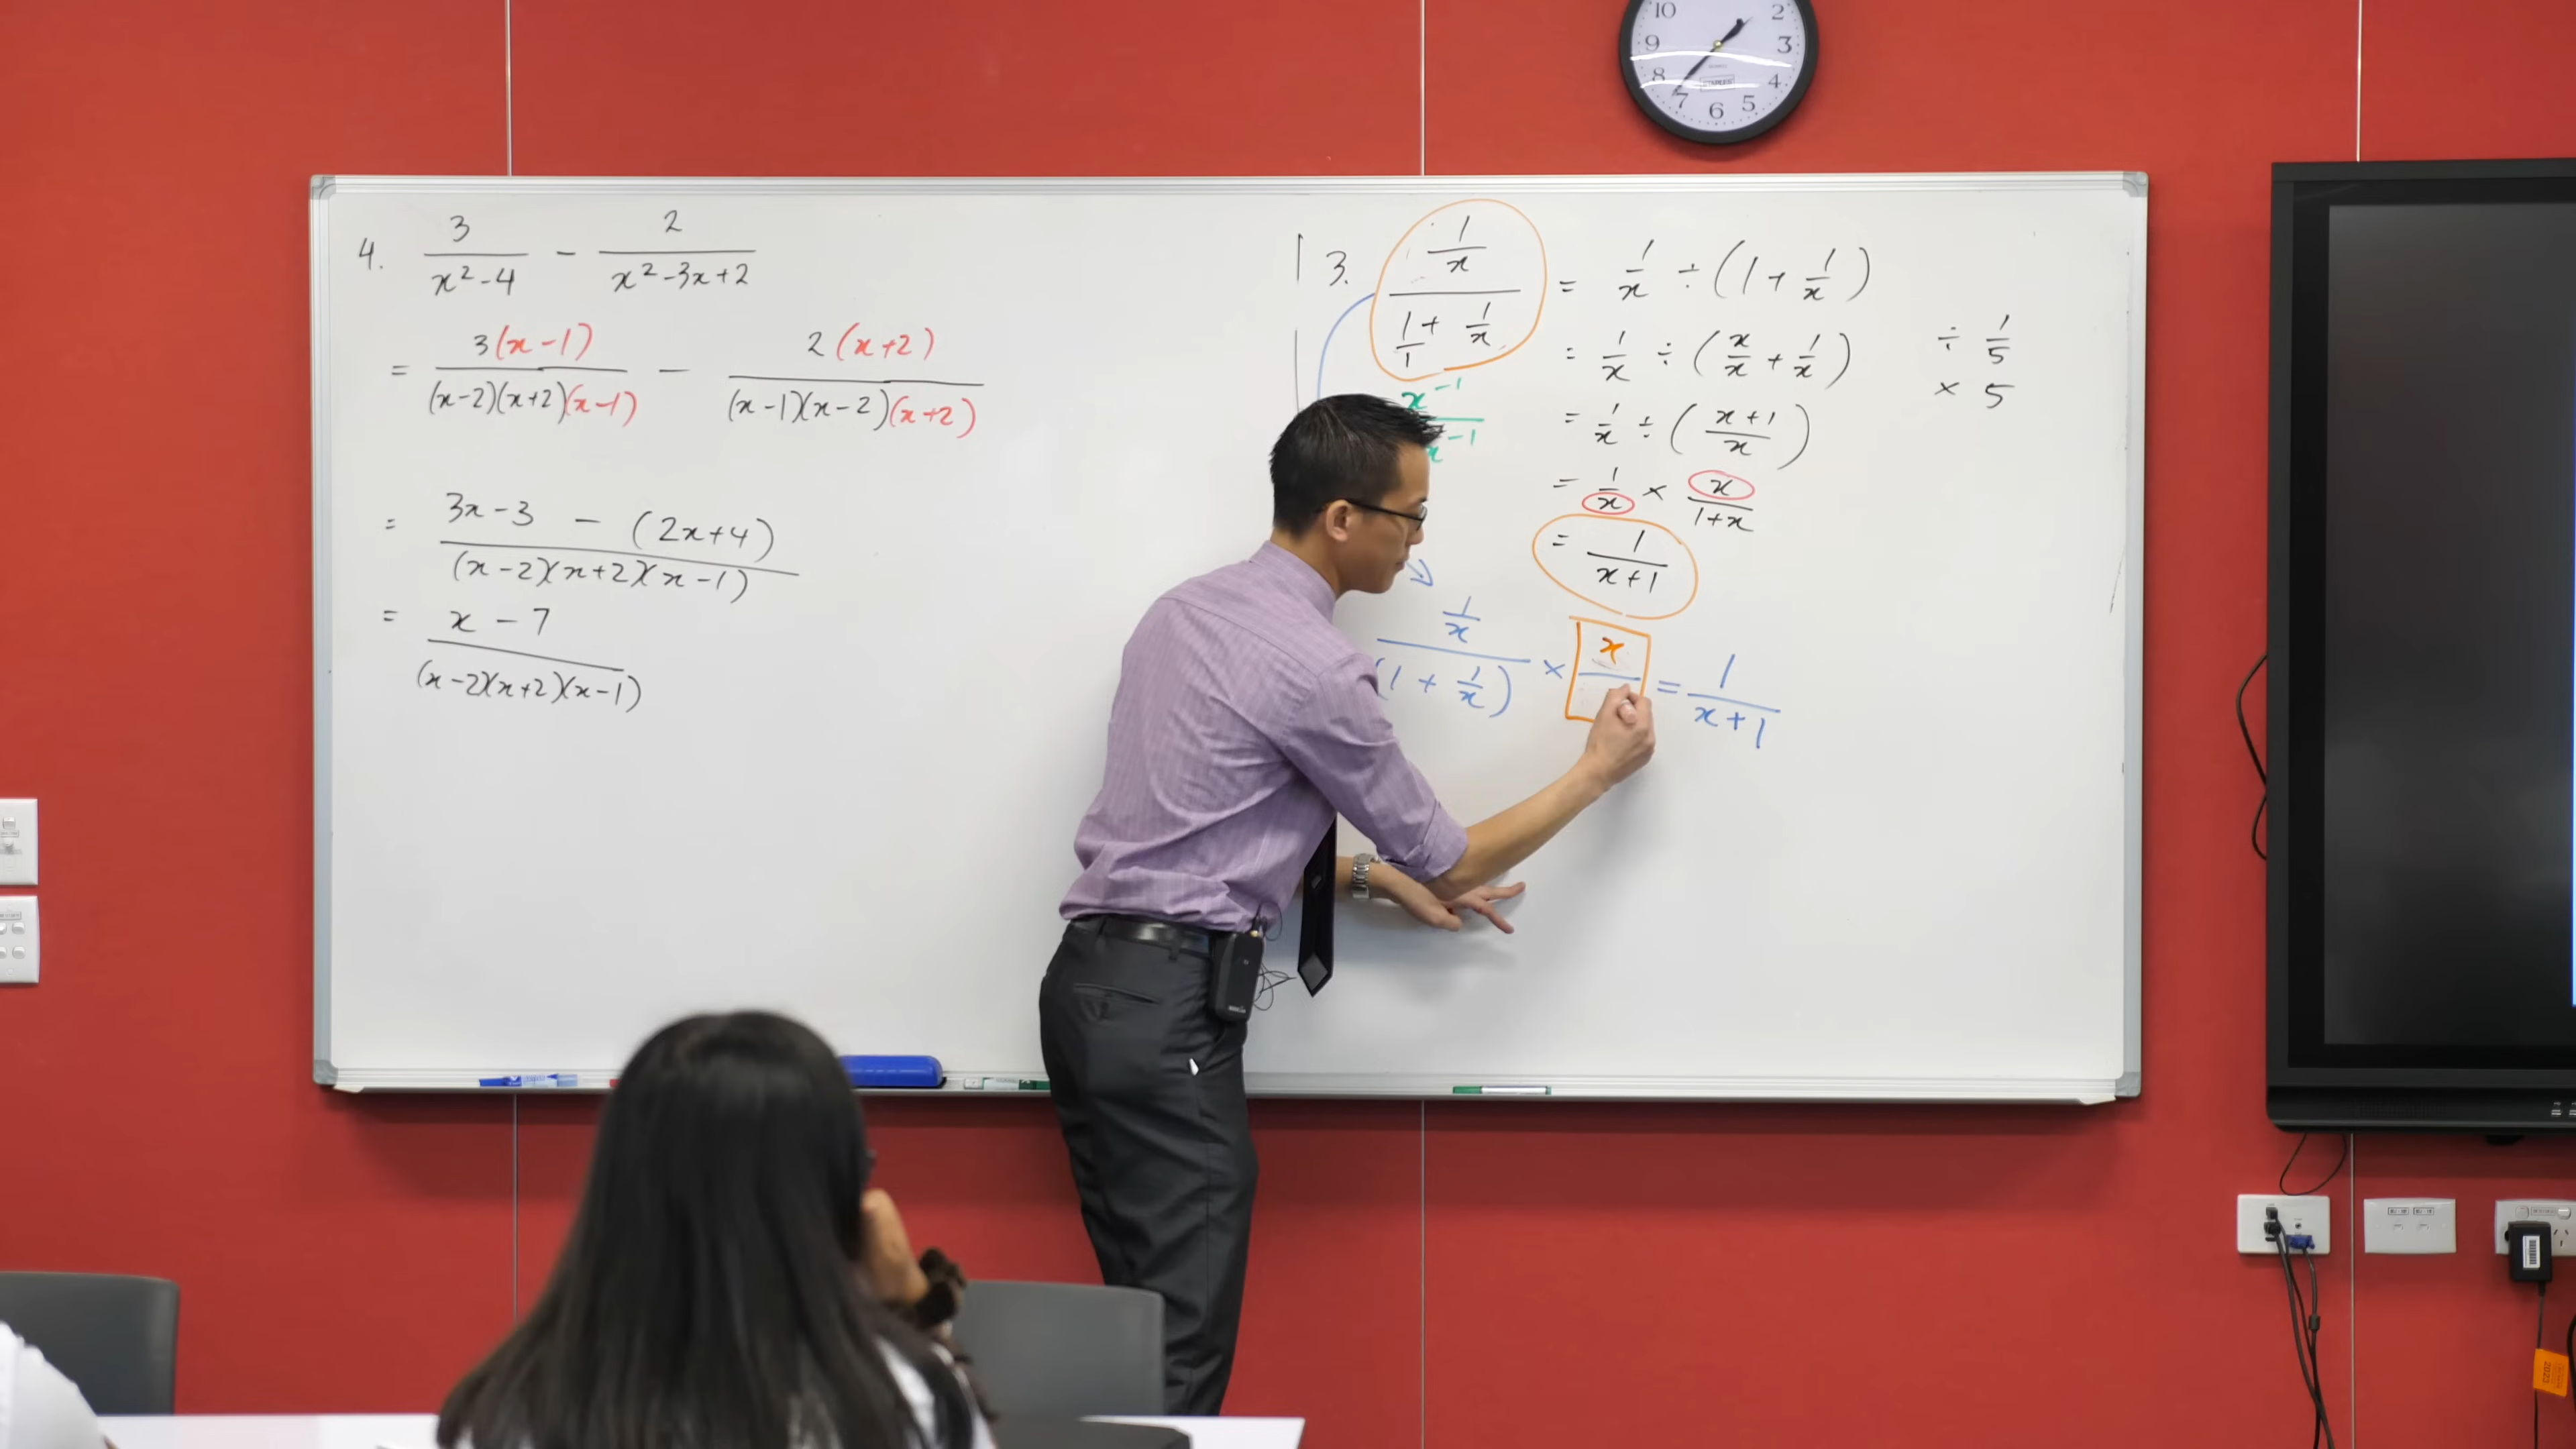 4. 3/(x²-4) - 2/(x²-3x+2)
= 3(x-1)/((x-2)(x+2)(x-1)) - 2(x+2)/((x-1)(x-2)(x+2))
= (3x-3 - (2x+4))/((x-2)(x+2)(x-1))
= (x-7)/((x-2)(x+2)(x-1))
3. (1/x)/(1/1 + 1/x) = 1/x ÷ (1 + 1/x)
= 1/x ÷ (x/x + 1/x)
= 1/x ÷ ((x+1)/x)
= 1/x × x/(1+x)
= 1/(x+1)
x⁻¹
(1/x)/(1 + 1/x) × x/ = 1/(x+1)
÷ 1/5
× 5
10 2
9 3
8 4
7 6 5
STAPLES